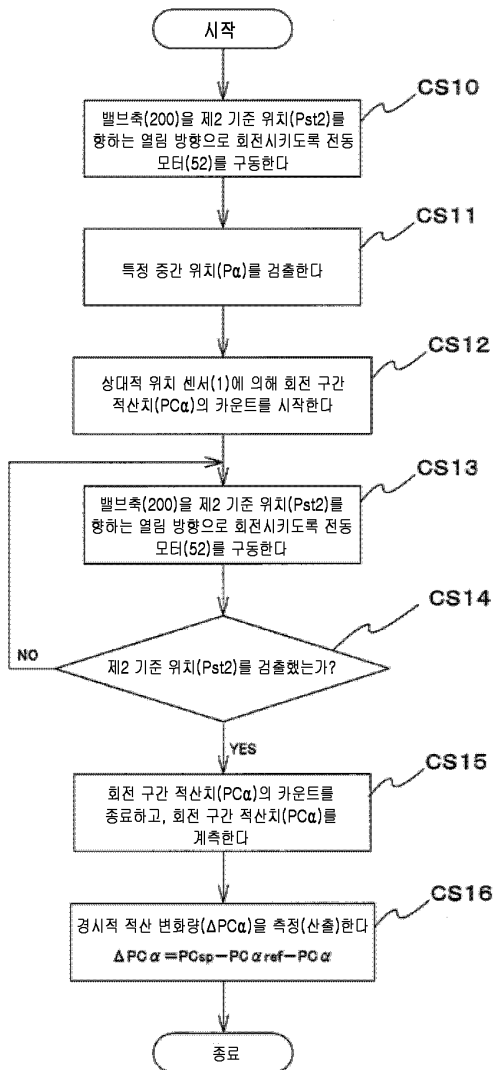 시작
CS10
밸브축(200)을 제2 기준 위치(Pst2)를
향하는 열림 방향으로 회전시키도록 전동
모터(52)를 구동한다
CS11
특정 중간 위치(Pα)를 검출한다
CS12
상대적 위치 센서(1)에 의해 회전 구간
적산치(PCα)의 카운트를 시작한다
CS13
밸브축(200)을 제2 기준 위치(Pst2)를
향하는 열림 방향으로 회전시키도록 전동
모터(52)를 구동한다
CS14
제2 기준 위치(Pst2)를 검출했는가?
NO
YES
CS15
회전 구간 적산치(PCα)의 카운트를
종료하고, 회전 구간 적산치(PCα)를
계측한다
CS16
경시적 적산 변화량(ΔPCα)을 측정(산출)한다
ΔPCα=PCsp-PCαref-PCα
종료